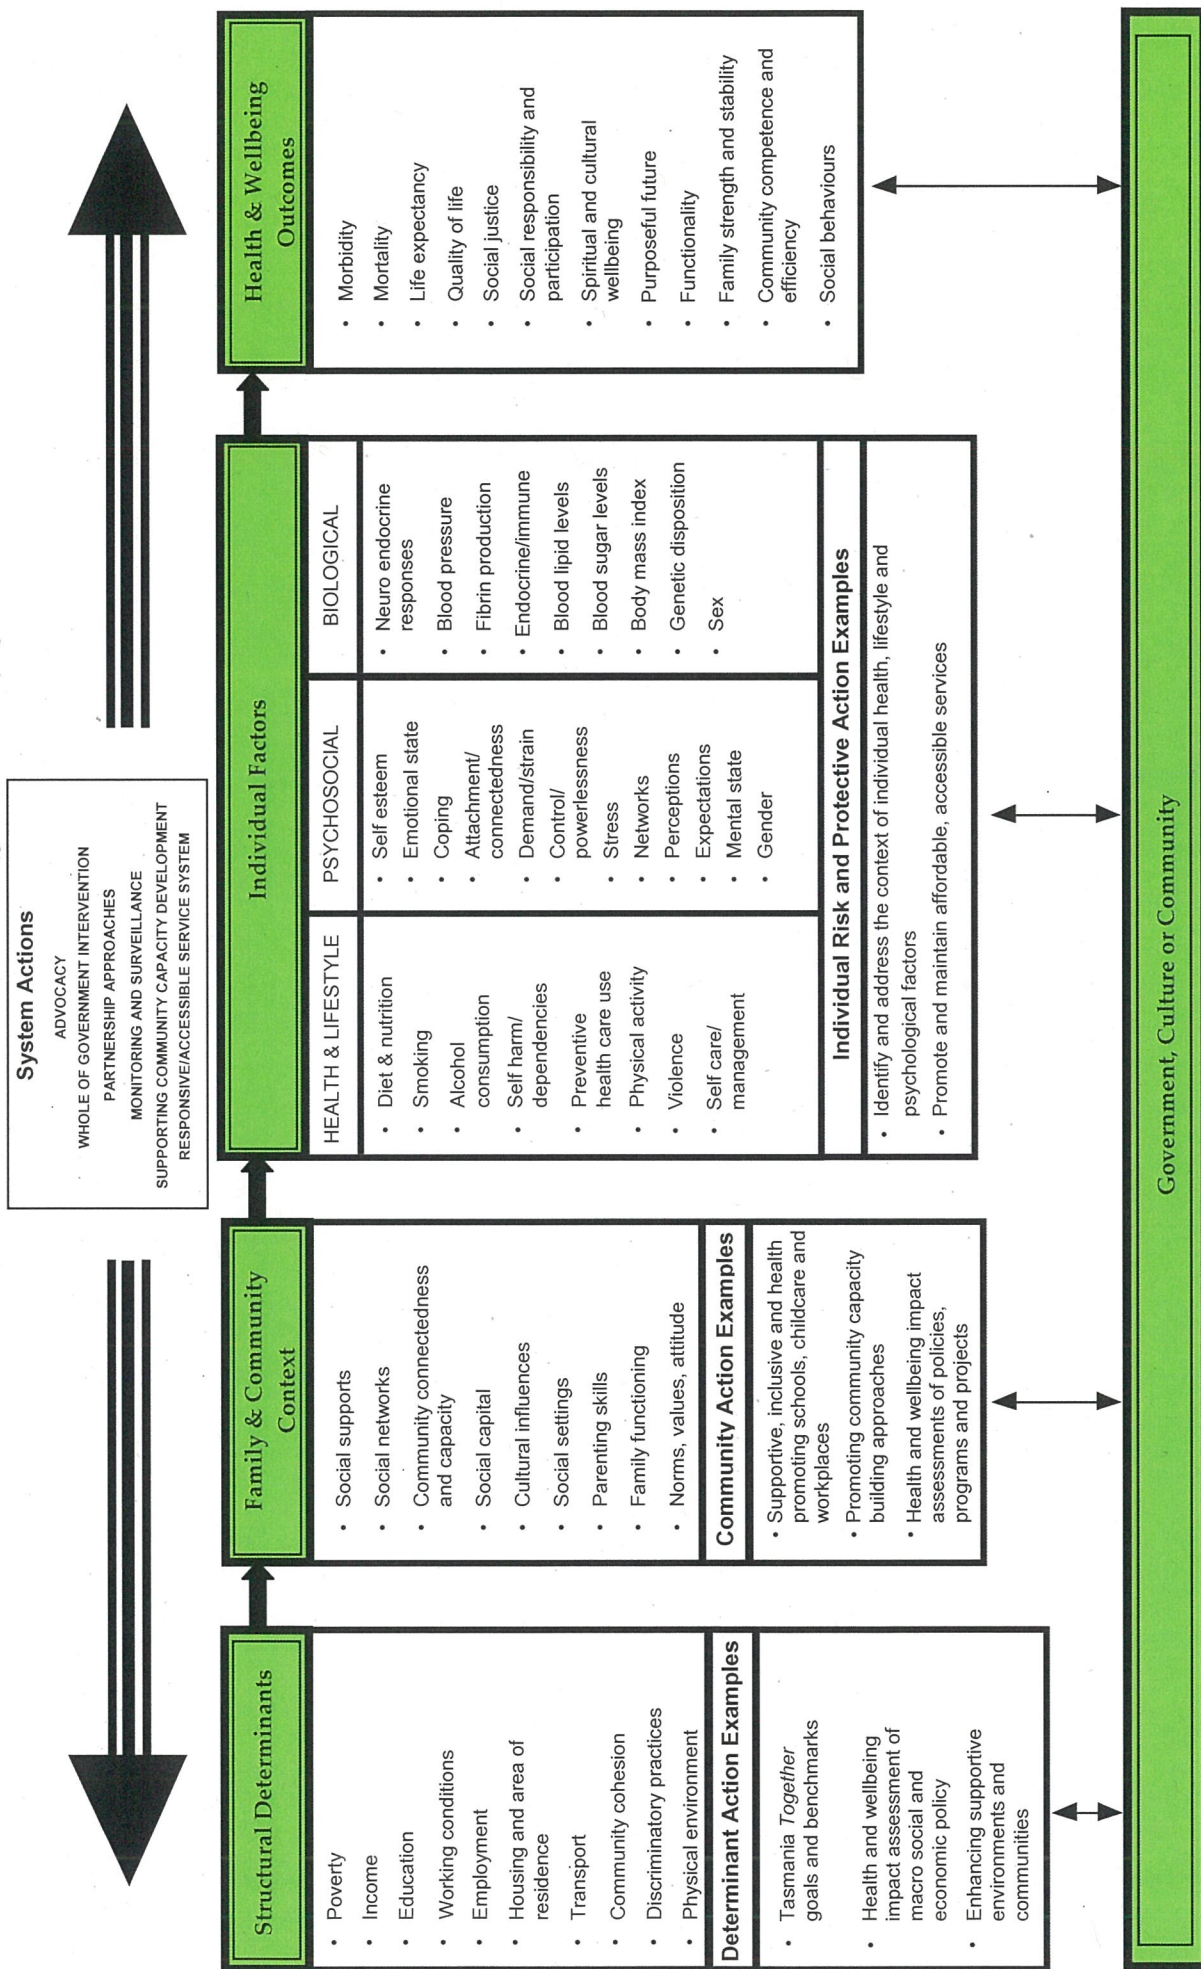 System Actions
ADVOCACY
WHOLE OF GOVERNMENT INTERVENTION
PARTNERSHIP APPROACHES
MONITORING AND SURVEILLANCE
SUPPORTING COMMUNITY CAPACITY DEVELOPMENT
RESPONSIVE/ACCESSIBLE SERVICE SYSTEM
Structural Determinants
• Poverty
• Income
• Education
• Working conditions
• Employment
• Housing and area of
residence
• Transport
• Community cohesion
• Discriminatory practices
• Physical environment
Determinant Action Examples
• Tasmania Together
goals and benchmarks
• Health and wellbeing
impact assessment of
macro social and
economic policy
• Enhancing supportive
environments and
communities
Family & Community
Context
• Social supports
• Social networks
• Community connectedness
and capacity
• Social capital
• Cultural influences
• Social settings
• Parenting skills
• Family functioning
• Norms, values, attitude
Community Action Examples
• Supportive, inclusive and health
promoting schools, childcare and
workplaces
• Promoting community capacity
building approaches
• Health and wellbeing impact
assessments of policies,
programs and projects
Individual Factors
HEALTH & LIFESTYLE
• Diet & nutrition
• Smoking
• Alcohol
consumption
• Self harm/
dependencies
• Preventive
health care use
• Physical activity
• Violence
• Self care/
management
PSYCHOSOCIAL
• Self esteem
• Emotional state
• Coping
• Attachment/
connectedness
• Demand/strain
• Control/
powerlessness
• Stress
• Networks
• Perceptions
• Expectations
• Mental state
• Gender
BIOLOGICAL
• Neuro endocrine
responses
• Blood pressure
• Fibrin production
• Endocrine/immune
• Blood lipid levels
• Blood sugar levels
• Body mass index
• Genetic disposition
• Sex
Individual Risk and Protective Action Examples
• Identify and address the context of individual health, lifestyle and
psychological factors
• Promote and maintain affordable, accessible services
Health & Wellbeing
Outcomes
• Morbidity
• Mortality
• Life expectancy
• Quality of life
• Social justice
• Social responsibility and
participation
• Spiritual and cultural
wellbeing
• Purposeful future
• Functionality
• Family strength and stability
• Community competence and
efficiency
• Social behaviours
Government, Culture or Community